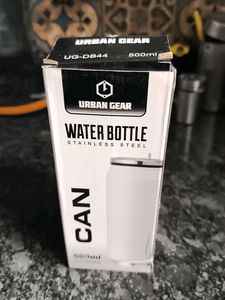 URBAN GEAR
UG-DB44 500ml
URBAN GEAR
WATER BOTTLE
STAINLESS STEEL
CAN
500ml